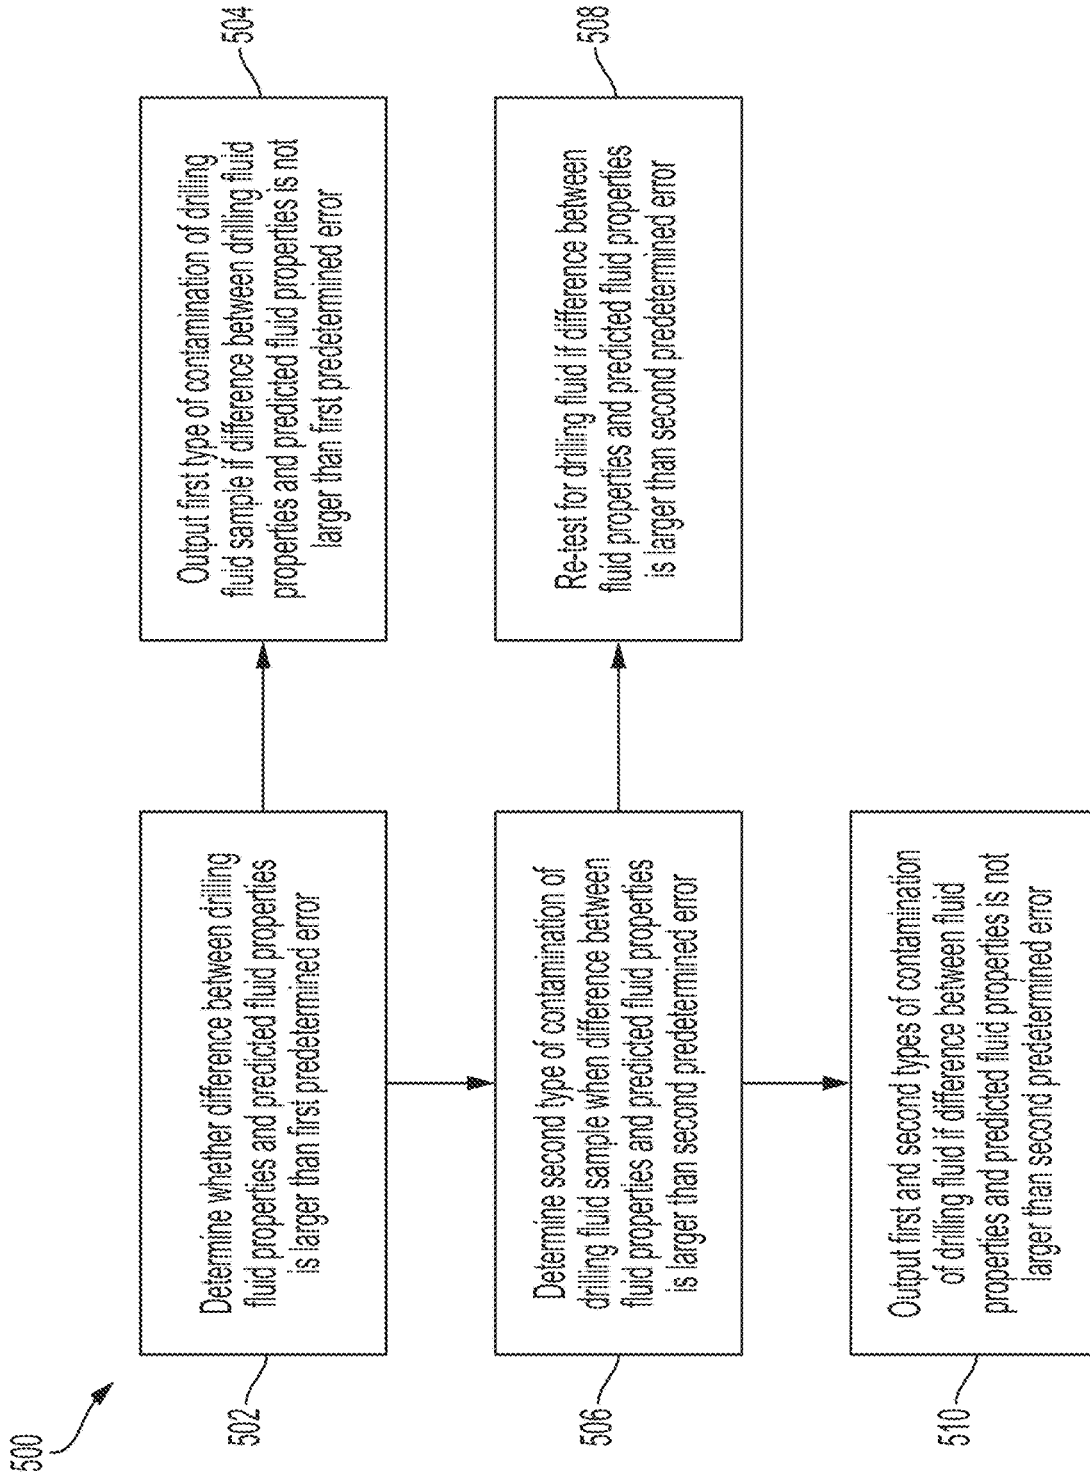 500
502
Determine whether difference between drilling
fluid properties and predicted fluid properties
is larger than first predetermined error
504
Output first type of contamination of drilling
fluid sample if difference between drilling fluid
properties and predicted fluid properties is not
larger than first predetermined error
506
Determine second type of contamination of
drilling fluid sample when difference between
fluid properties and predicted fluid properties
is larger than second predetermined error
508
Re-test for drilling fluid if difference between
fluid properties and predicted fluid properties
is larger than second predetermined error
510
Output first and second types of contamination
of drilling fluid if difference between fluid
properties and predicted fluid properties is not
larger than second predetermined error